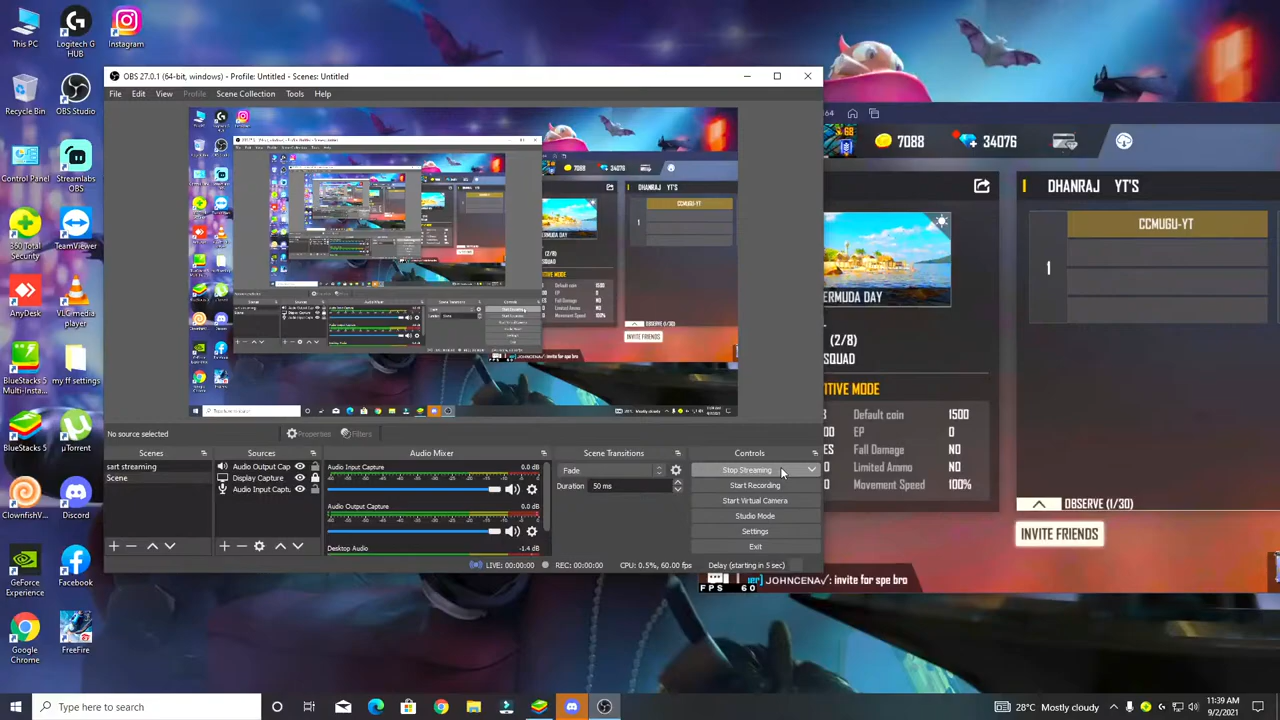 This PC
Logitech G HUB
Instagram
Recycle Bin
OBS Studio
Control Panel
Streamlabs OBS
360 Total Security
TeamViewer
AnyDesk
VLC media player
BlueStacks 5 Multi-Insta...
my ff settings
BlueStacks 5
µTorrent
ClownfishV...
Discord
GeForce Experience
Facebook
Google Chrome
FreeFire
OBS 27.0.1 (64-bit, windows) - Profile: Untitled - Scenes: Untitled
File Edit View Profile Scene Collection Tools Help
No source selected
Properties
Filters
Scenes
sart streaming
Scene
Sources
Audio Output Cap
Display Capture
Audio Input Captu
Audio Mixer
Audio Input Capture 0.0 dB
Audio Output Capture 0.0 dB
Desktop Audio -1.4 dB
Scene Transitions
Fade
Duration 50 ms
Controls
Stop Streaming
Start Recording
Start Virtual Camera
Studio Mode
Settings
Exit
LIVE: 00:00:00 REC: 00:00:00 CPU: 0.5%, 60.00 fps Delay (starting in 5 sec)
64
68
7088
34076
DHANRAJ YT'S
CCMUGU-YT
1
BERMUDA DAY
(2/8)
SQUAD
ITIVE MODE
Default coin 1500
EP 0
Fall Damage NO
Limited Ammo NO
Movement Speed 100%
OBSERVE (1/30)
INVITE FRIENDS
er] JOHNCENA√: invite for spe bro
FPS 60
Type here to search
28°C Mostly cloudy
11:39 AM
9/2/2021